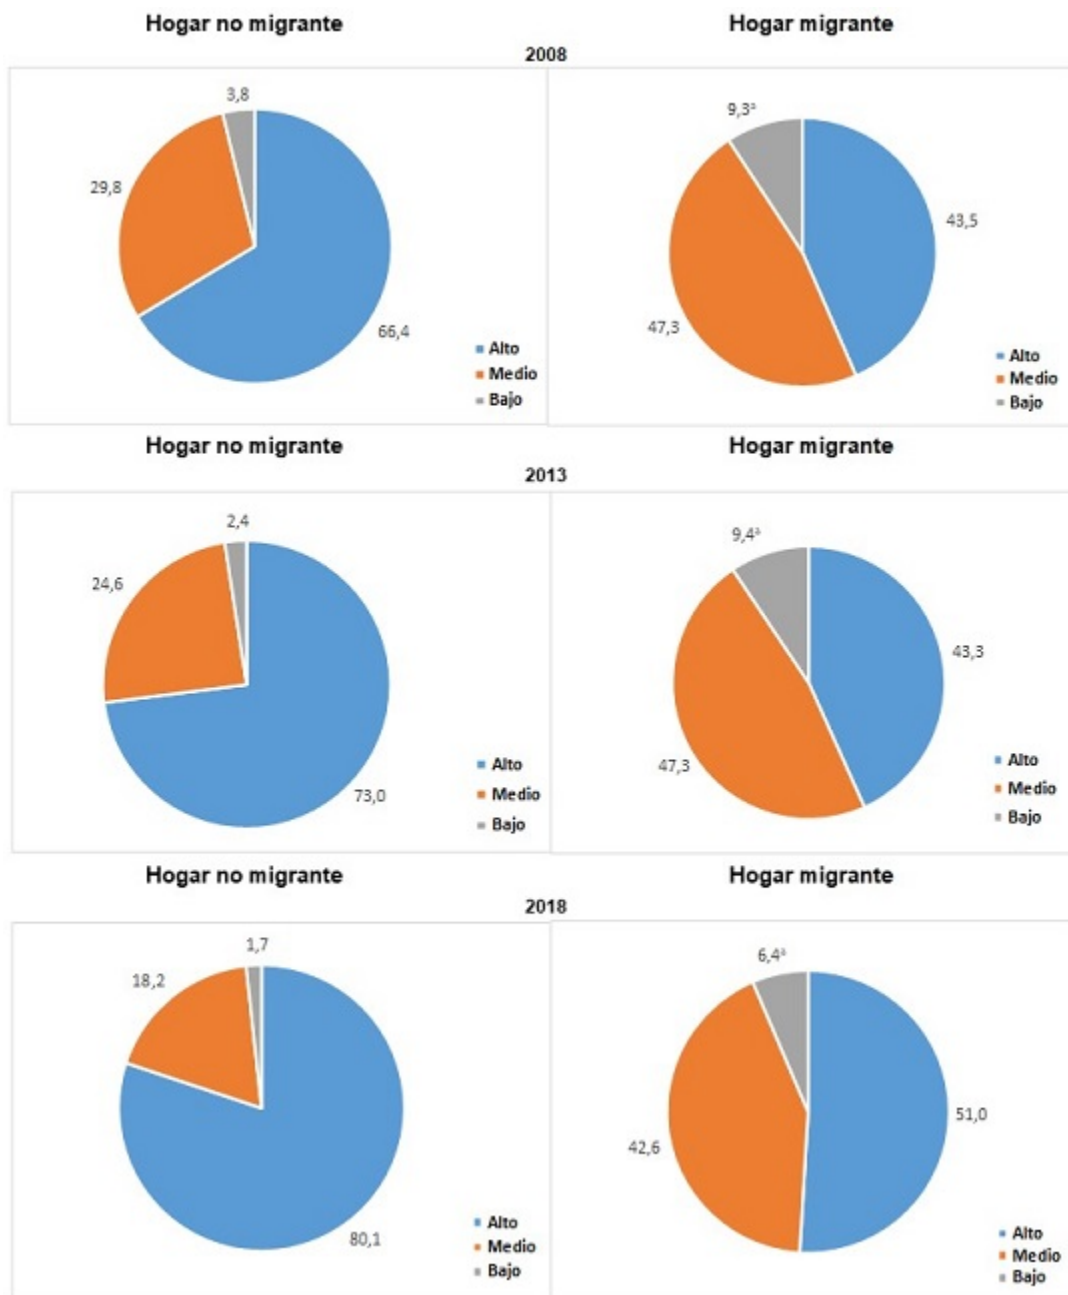 Hogar no migrante
Hogar migrante
2008
3,8
29,8
66,4
Alto
Medio
Bajo
9,3ᵃ
43,5
47,3
Alto
Medio
Bajo
Hogar no migrante
Hogar migrante
2013
2,4
24,6
73,0
Alto
Medio
Bajo
9,4ᵃ
43,3
47,3
Alto
Medio
Bajo
Hogar no migrante
Hogar migrante
2018
1,7
18,2
80,1
Alto
Medio
Bajo
6,4ᵃ
51,0
42,6
Alto
Medio
Bajo